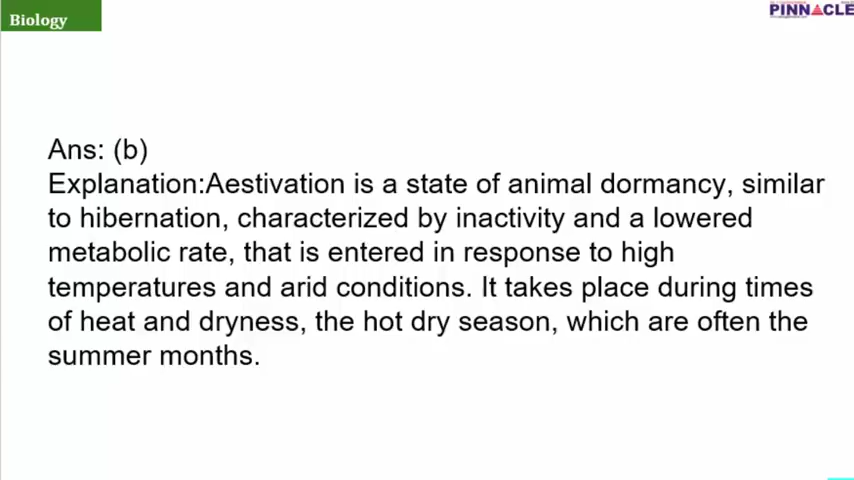 Biology
PINNACLE
Ans: (b)
Explanation:Aestivation is a state of animal dormancy, similar
to hibernation, characterized by inactivity and a lowered
metabolic rate, that is entered in response to high
temperatures and arid conditions. It takes place during times
of heat and dryness, the hot dry season, which are often the
summer months.